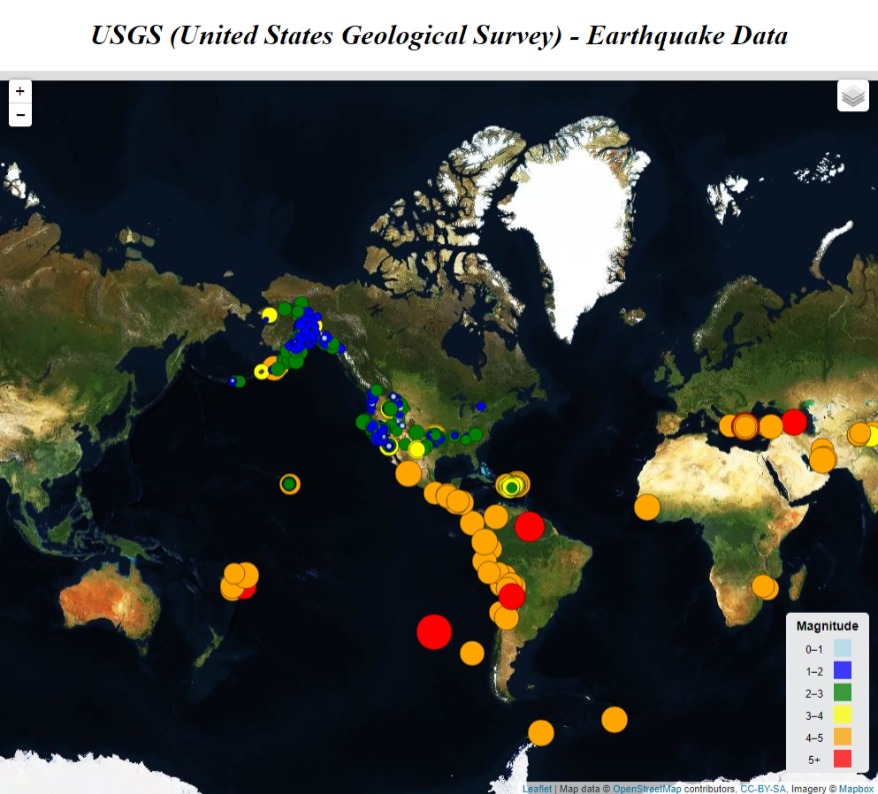 USGS (United States Geological Survey) - Earthquake Data
+
−
Magnitude
0–1
1–2
2–3
3–4
4–5
5+
Leaflet | Map data © OpenStreetMap contributors, CC-BY-SA, Imagery © Mapbox